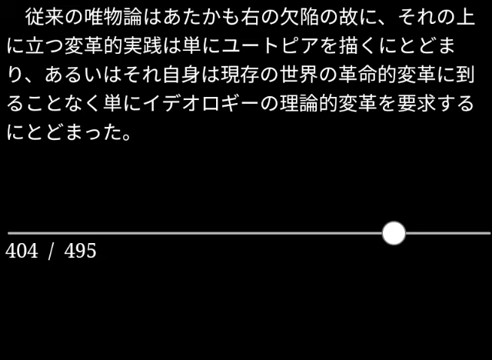 従来の唯物論はあたかも右の欠陥の故に、それの上
に立つ変革的実践は単にユートピアを描くにとどま
り、あるいはそれ自身は現存の世界の革命的変革に到
ることなく単にイデオロギーの理論的変革を要求する
にとどまった。
404 / 495